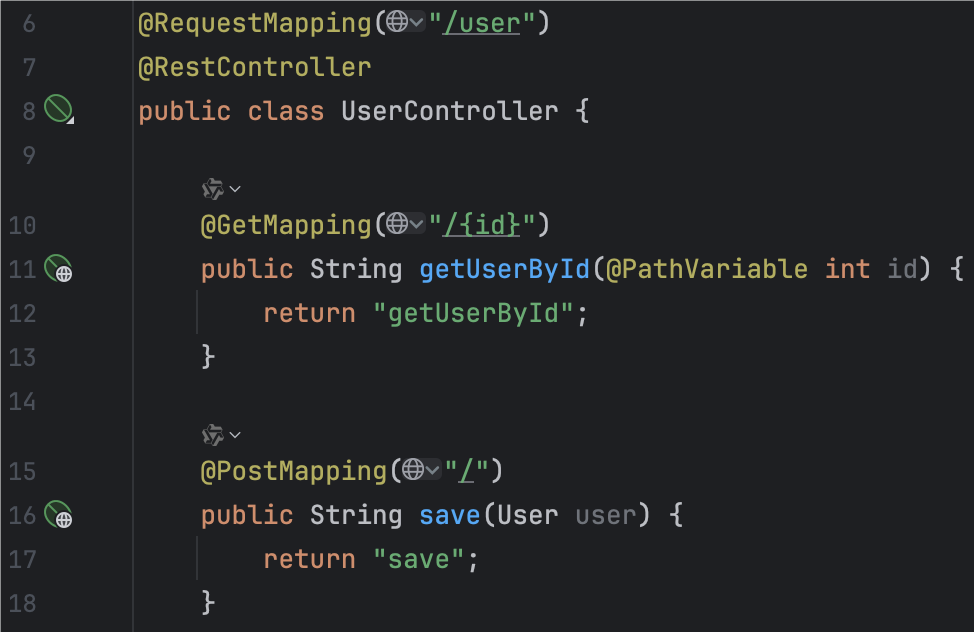 6 @RequestMapping("/user")
7 @RestController
8 public class UserController {
9
10 @GetMapping("/{id}")
11 public String getUserById(@PathVariable int id) {
12 return "getUserById";
13 }
14
15 @PostMapping("/")
16 public String save(User user) {
17 return "save";
18 }